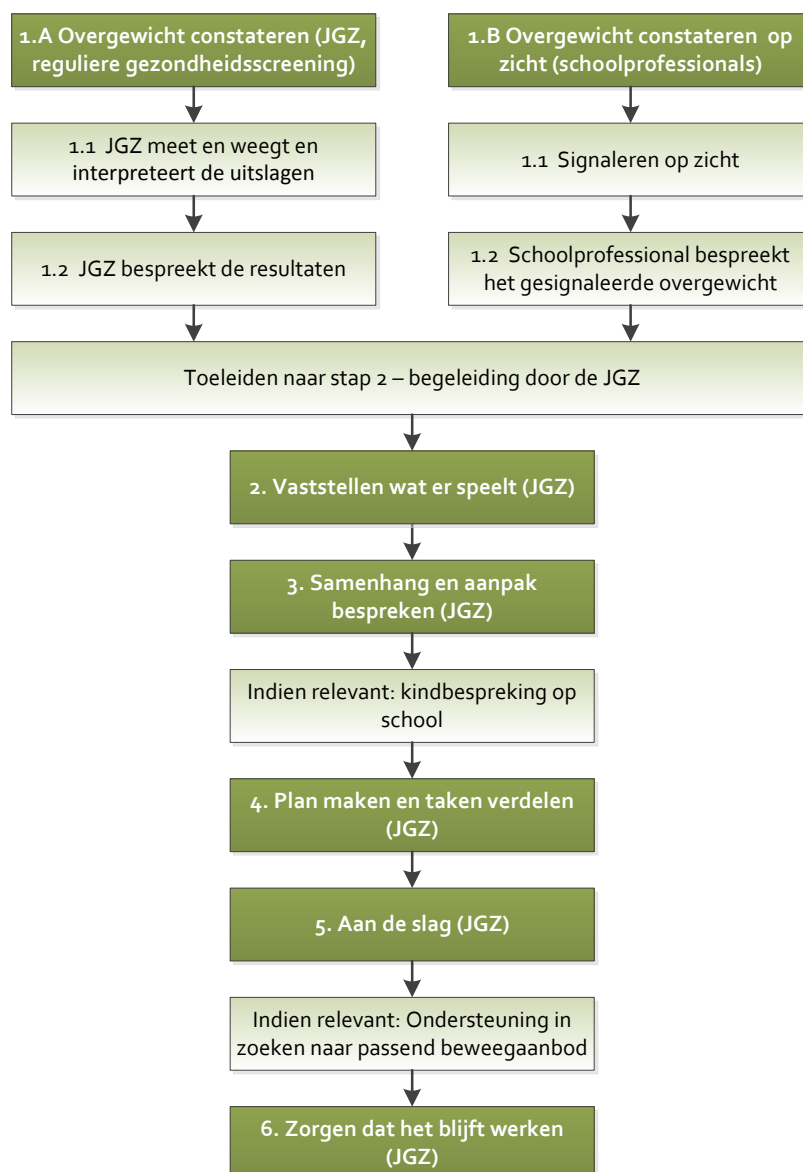 1.A Overgewicht constateren (JGZ,
reguliere gezondheidsscreening)
1.B Overgewicht constateren op
zicht (schoolprofessionals)
1.1 JGZ meet en weegt en
interpreteert de uitslagen
1.1 Signaleren op zicht
1.2 JGZ bespreekt de resultaten
1.2 Schoolprofessional bespreekt
het gesignaleerde overgewicht
Toeleiden naar stap 2 – begeleiding door de JGZ
2. Vaststellen wat er speelt (JGZ)
3. Samenhang en aanpak
bespreken (JGZ)
Indien relevant: kindbespreking op
school
4. Plan maken en taken verdelen
(JGZ)
5. Aan de slag (JGZ)
Indien relevant: Ondersteuning in
zoeken naar passend beweegaanbod
6. Zorgen dat het blijft werken
(JGZ)